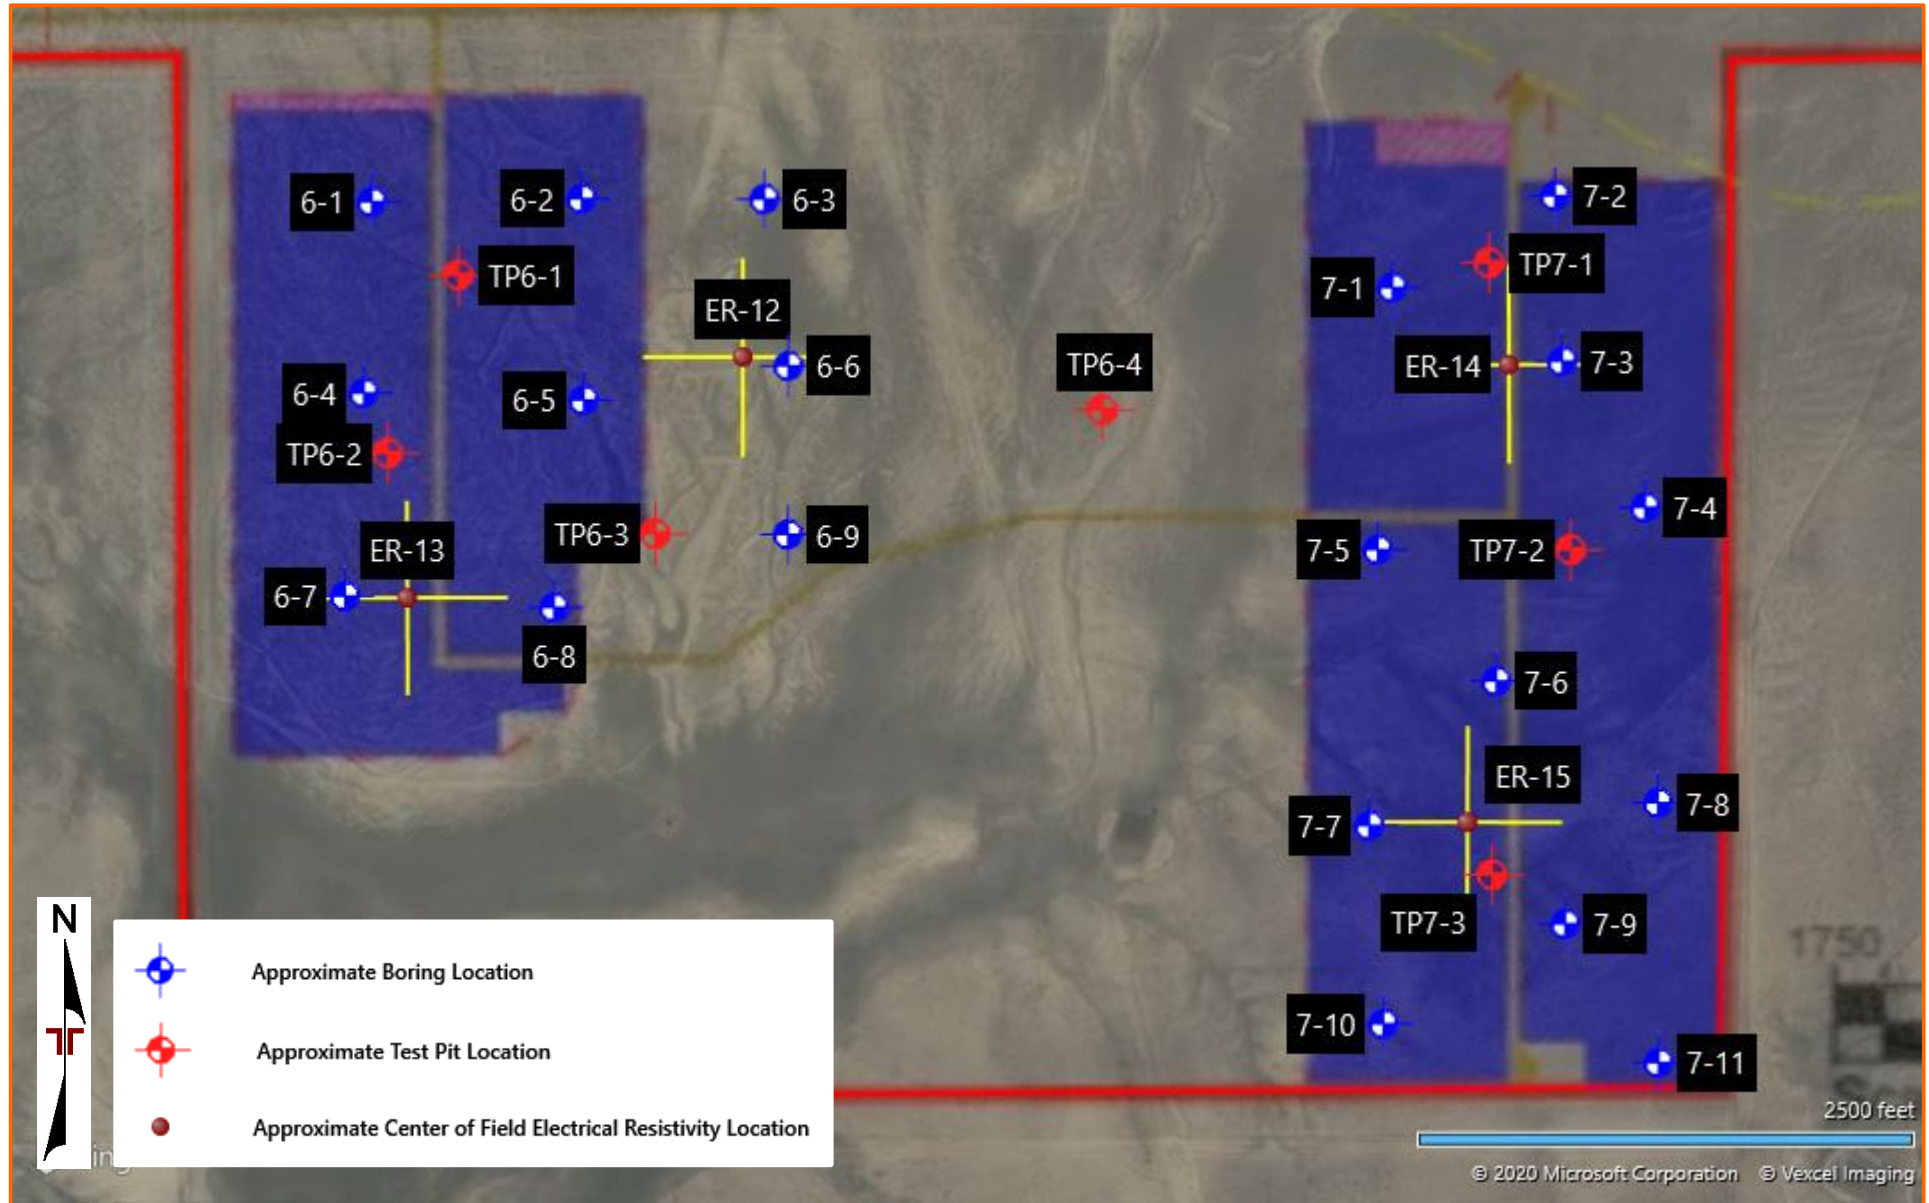 6-1
6-2
6-3
7-2
TP6-1
TP7-1
7-1
ER-12
6-6
TP6-4
ER-14
7-3
6-4
6-5
TP6-2
TP6-3
6-9
7-4
ER-13
7-5
TP7-2
6-7
6-8
7-6
ER-15
7-7
7-8
TP7-3
7-9
1750
7-10
7-11
N
Approximate Boring Location
Approximate Test Pit Location
Approximate Center of Field Electrical Resistivity Location
2500 feet
© 2020 Microsoft Corporation © Vexcel Imaging